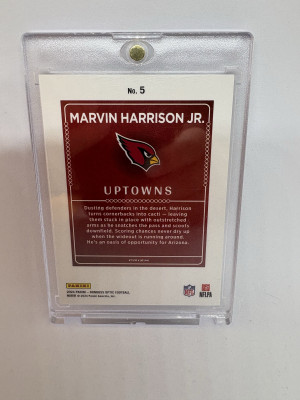 No. 5
MARVIN HARRISON JR.
UPTOWNS
Dusting defenders in the desert, Harrison
turns cornerbacks into cacti — leaving
them stuck in place with outstretched
arms as he snatches the pass and scoots
downfield. Scoring chances never dry up
when the wideout is running around.
He's an oasis of opportunity for Arizona.
PANINI
NFL
NFLPA